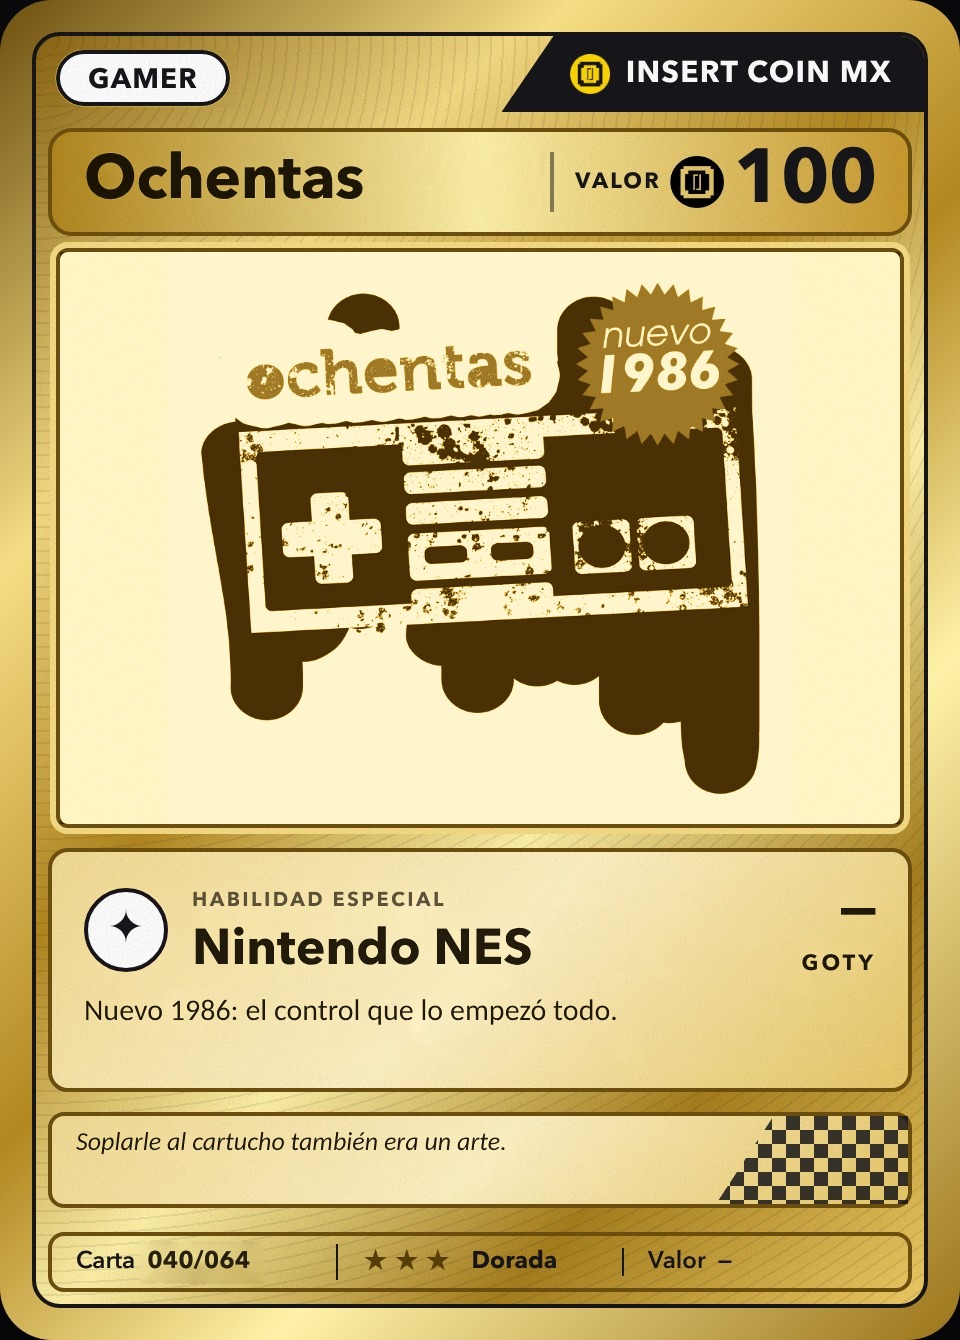 GAMER
INSERT COIN MX
Ochentas
VALOR 100
ochentas
nuevo
1986
HABILIDAD ESPECIAL
Nintendo NES
–
GOTY
Nuevo 1986: el control que lo empezó todo.
Soplarle al cartucho también era un arte.
Carta 040/064
★★★ Dorada
Valor –